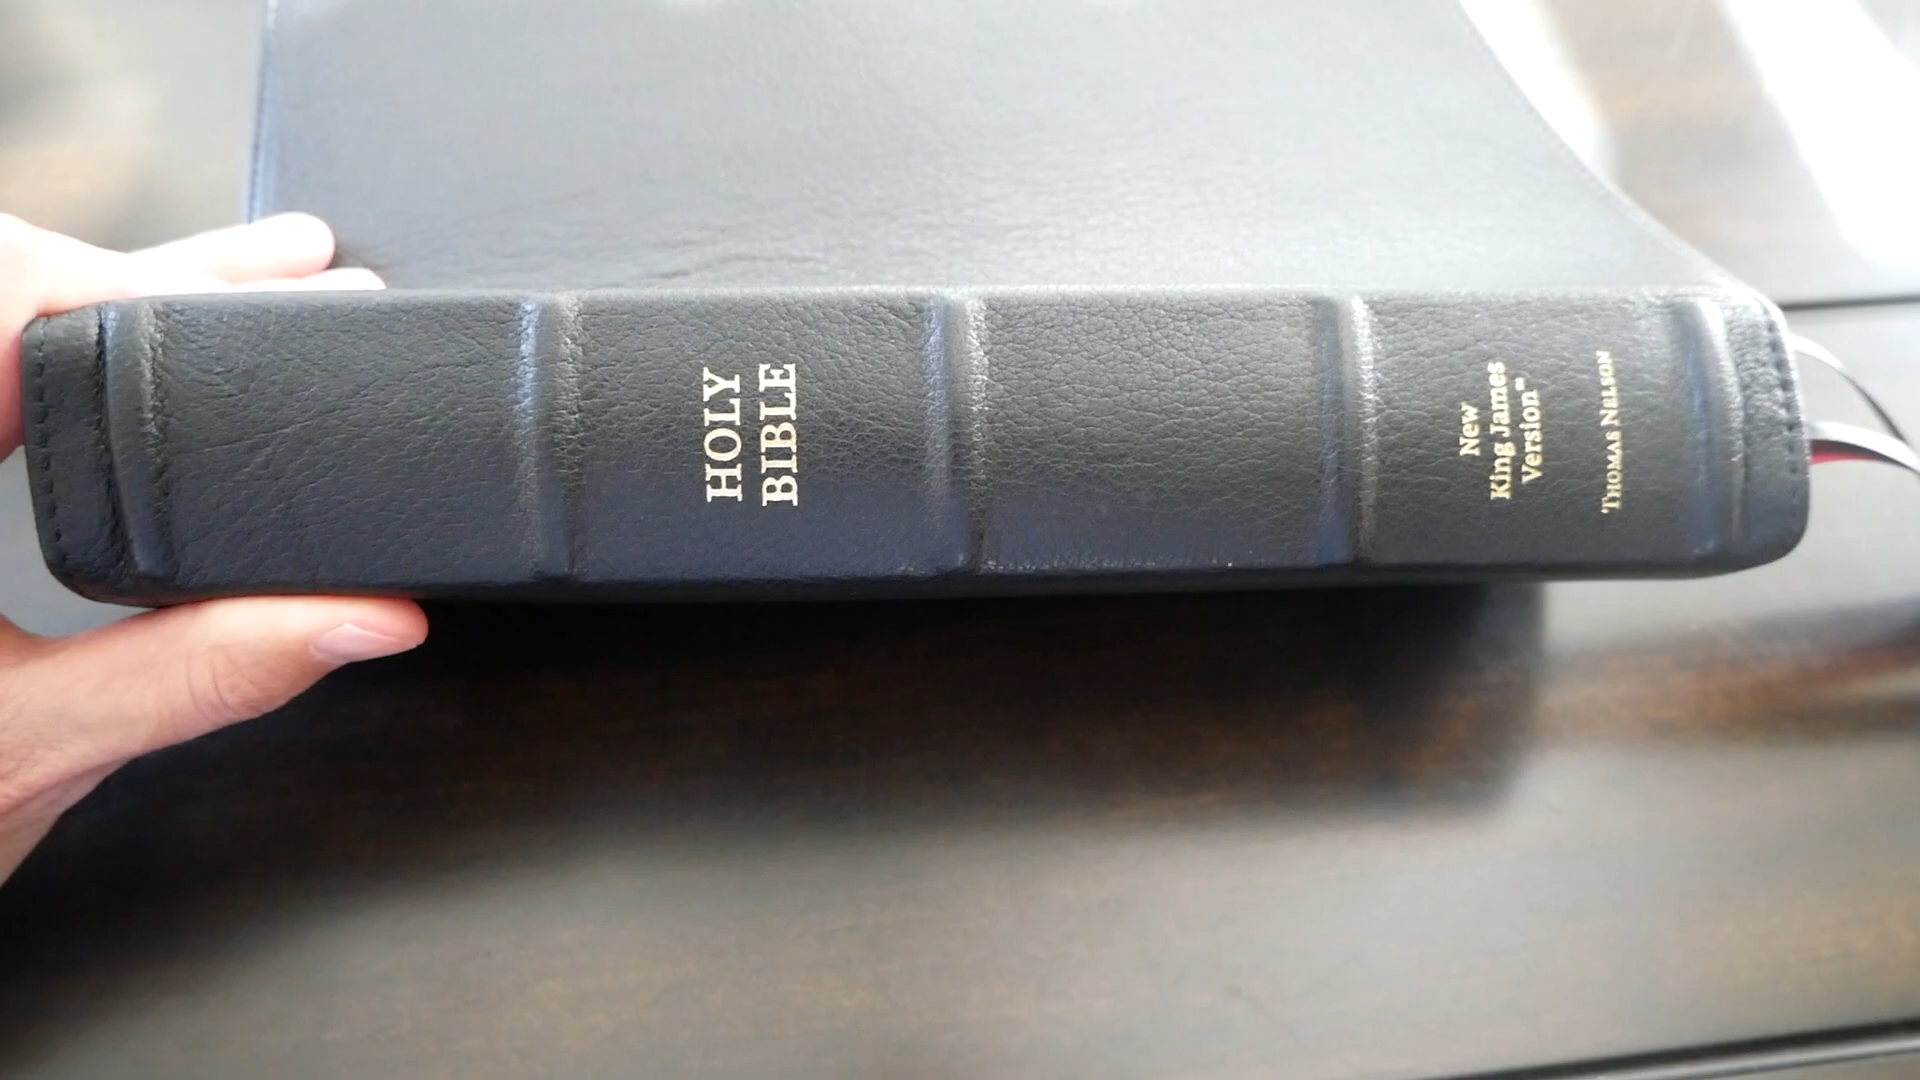 HOLY
BIBLE
New
King James
Version®
THOMAS NELSON